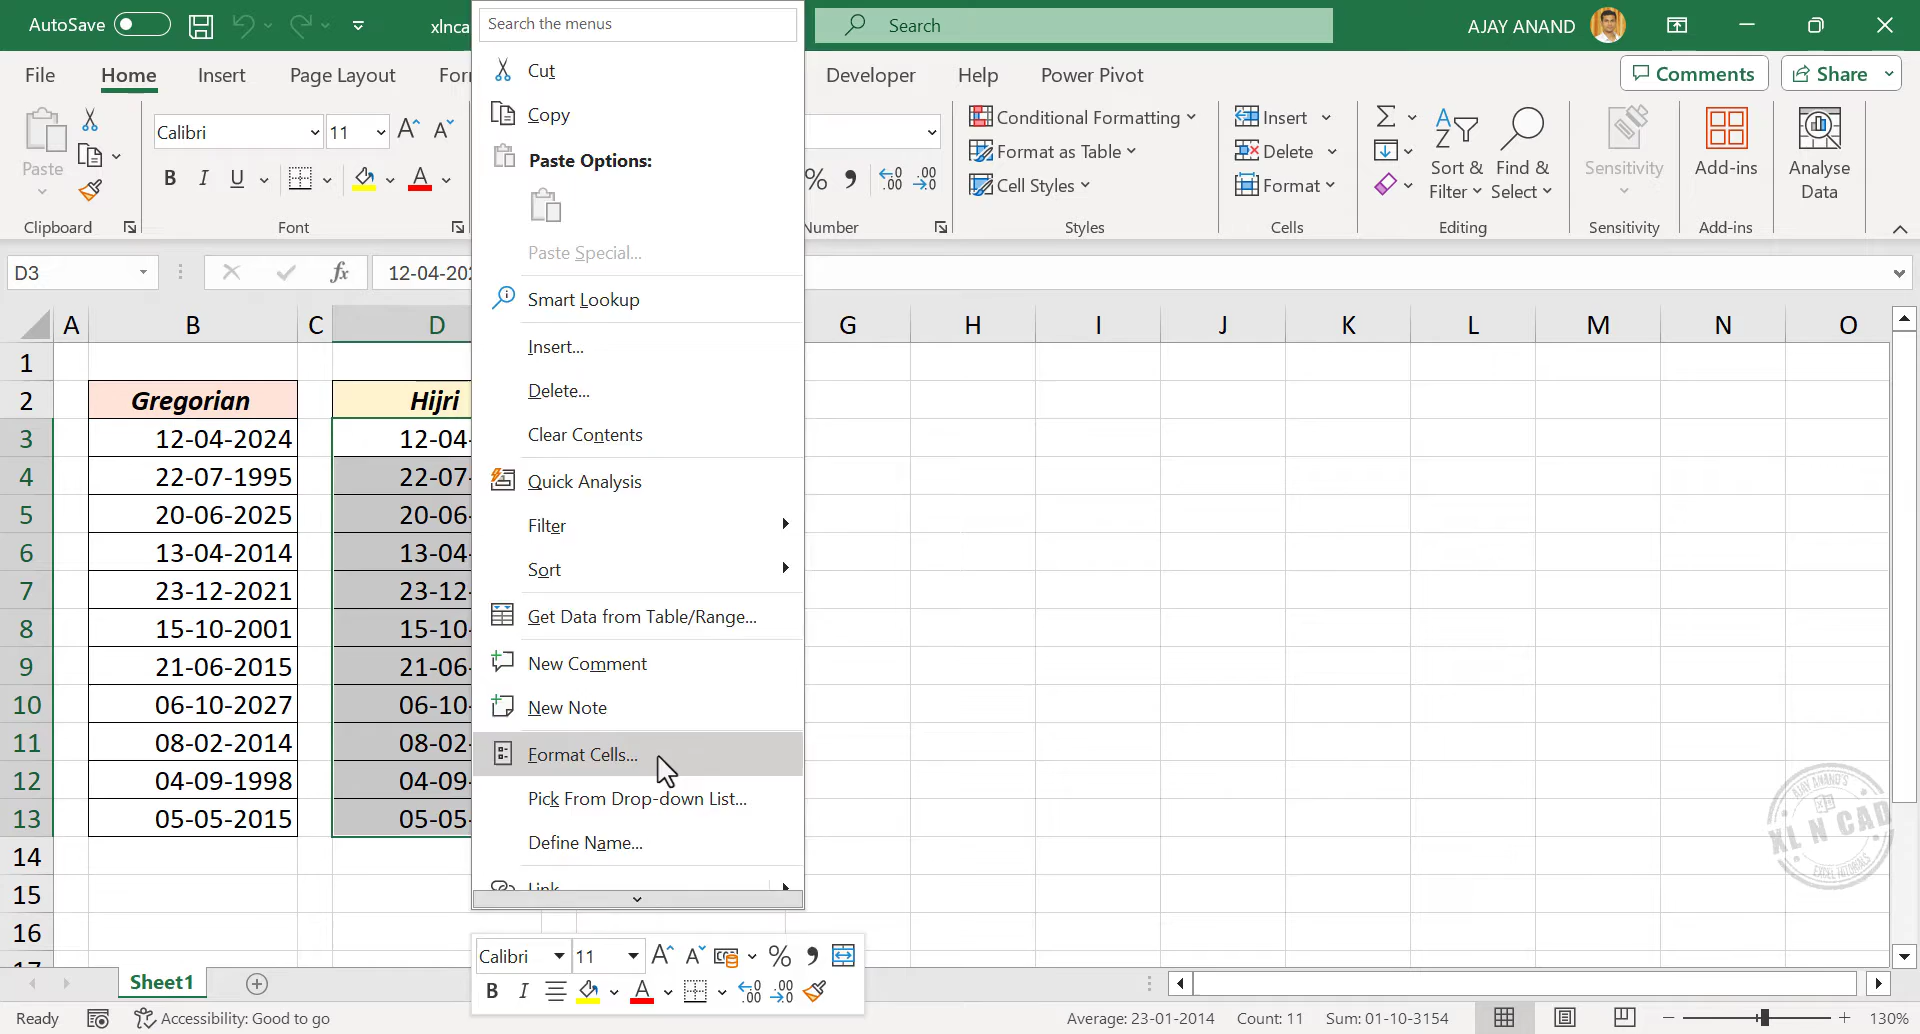 AutoSave
xlnca
Search
AJAY ANAND
File
Home
Insert
Page Layout
For
Developer
Help
Power Pivot
Comments
Share
Search the menus
Cut
Copy
Paste Options:
Paste Special...
Smart Lookup
Insert...
Delete...
Clear Contents
Quick Analysis
Filter
Sort
Get Data from Table/Range...
New Comment
New Note
Format Cells...
Pick From Drop-down List...
Define Name...
Link
Paste
Clipboard
Calibri
11
B I U
A
Font
%
Number
Conditional Formatting
Format as Table
Cell Styles
Styles
Insert
Delete
Format
Cells
Sort &
Filter
Find &
Select
Editing
Sensitivity
Sensitivity
Add-ins
Add-ins
Analyse
Data
D3
fx
12-04-202
A B C D G H I J K L M N O
1
2 Gregorian Hijri
3 12-04-2024 12-04-
4 22-07-1995 22-07-
5 20-06-2025 20-06-
6 13-04-2014 13-04-
7 23-12-2021 23-12-
8 15-10-2001 15-10-
9 21-06-2015 21-06-
10 06-10-2027 06-10-
11 08-02-2014 08-02-
12 04-09-1998 04-09-
13 05-05-2015 05-05-
14
15
16
17
AJAY ANAND'S
XL N CAD
EXCEL TUTORIALS
Calibri 11 A A %
B I A
Sheet1
Ready
Accessibility: Good to go
Average: 23-01-2014
Count: 11
Sum: 01-10-3154
130%